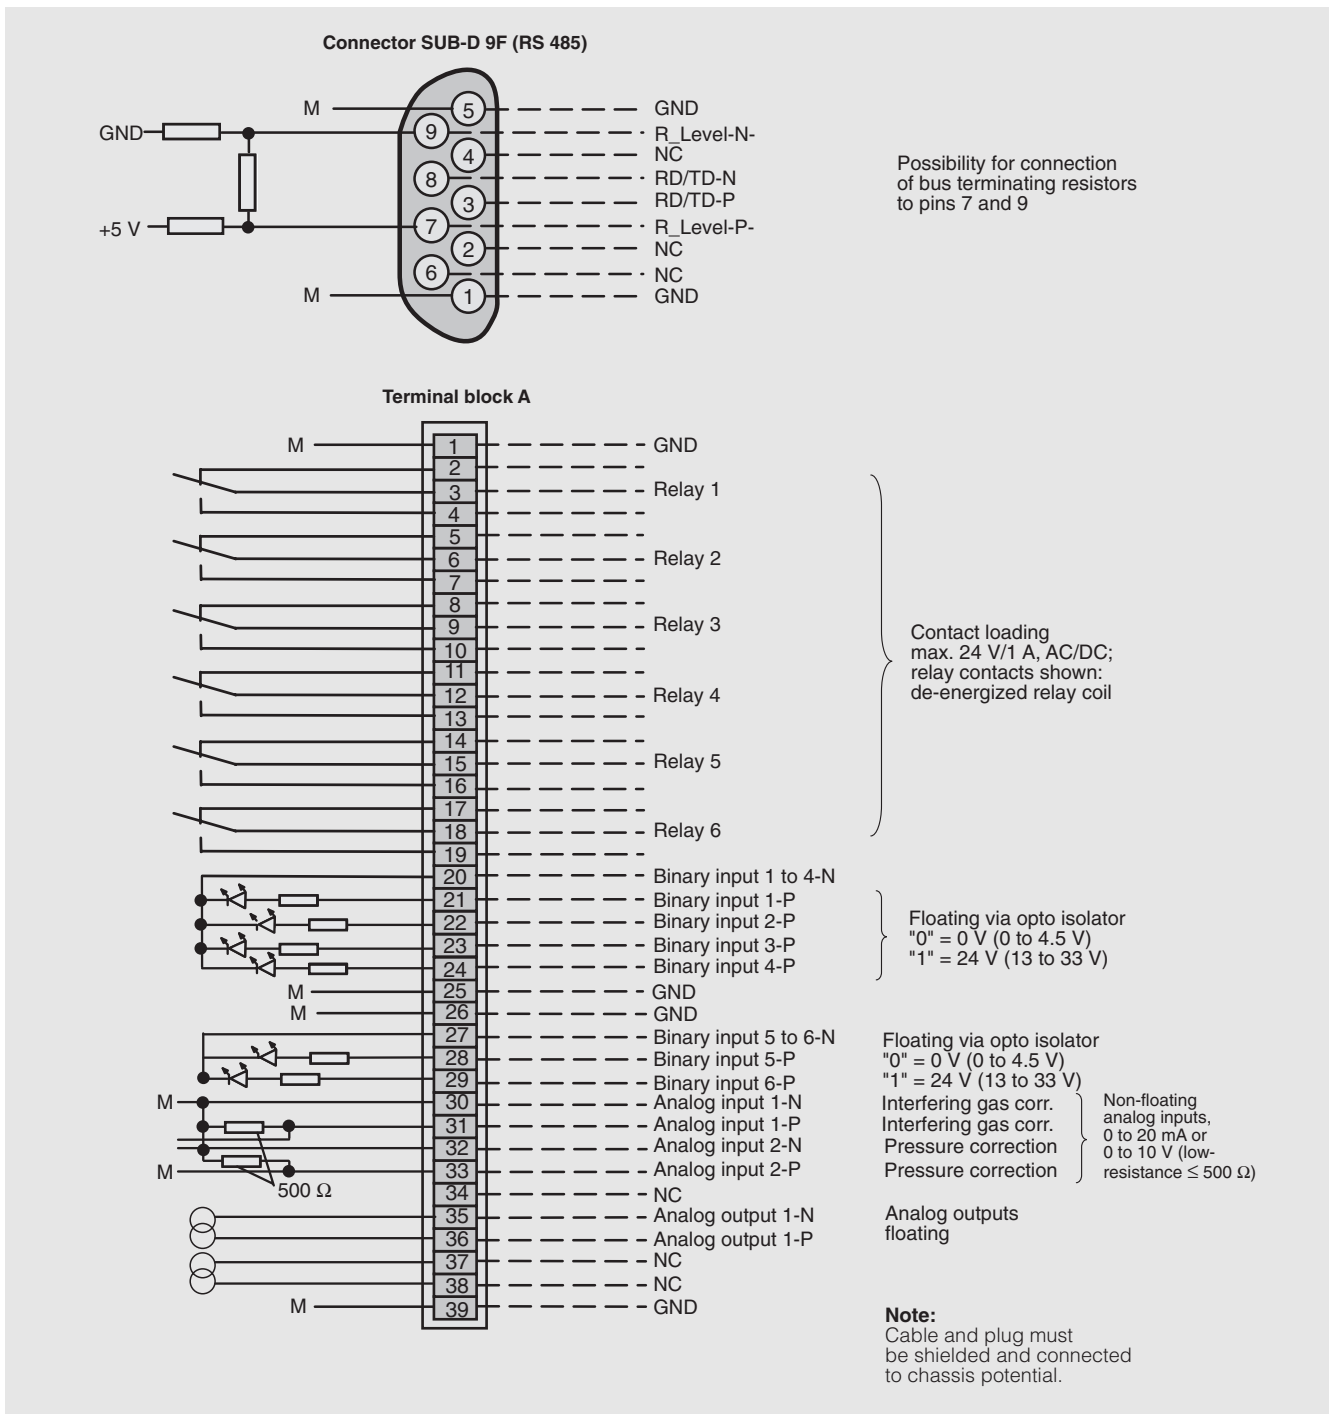 Connector SUB-D 9F (RS 485)
M 5 GND
GND 9 R_Level-N-
4 NC
8 RD/TD-N
3 RD/TD-P
+5 V 7 R_Level-P-
2 NC
6 NC
M 1 GND
Possibility for connection
of bus terminating resistors
to pins 7 and 9
Terminal block A
M 1 GND
2
3 Relay 1
4
5
6 Relay 2
7
8
9 Relay 3
10
11
12 Relay 4
13
14
15 Relay 5
16
17
18 Relay 6
19
Contact loading
max. 24 V/1 A, AC/DC;
relay contacts shown:
de-energized relay coil
20 Binary input 1 to 4-N
21 Binary input 1-P
22 Binary input 2-P
23 Binary input 3-P
24 Binary input 4-P
Floating via opto isolator
"0" = 0 V (0 to 4.5 V)
"1" = 24 V (13 to 33 V)
M 25 GND
M 26 GND
27 Binary input 5 to 6-N
28 Binary input 5-P
29 Binary input 6-P
Floating via opto isolator
"0" = 0 V (0 to 4.5 V)
"1" = 24 V (13 to 33 V)
M 30 Analog input 1-N Interfering gas corr.
31 Analog input 1-P Interfering gas corr.
32 Analog input 2-N Pressure correction
M 33 Analog input 2-P Pressure correction
500 Ω
Non-floating
analog inputs,
0 to 20 mA or
0 to 10 V (low-
resistance ≤ 500 Ω)
34 NC
35 Analog output 1-N
36 Analog output 1-P
Analog outputs
floating
37 NC
38 NC
M 39 GND
Note:
Cable and plug must
be shielded and connected
to chassis potential.